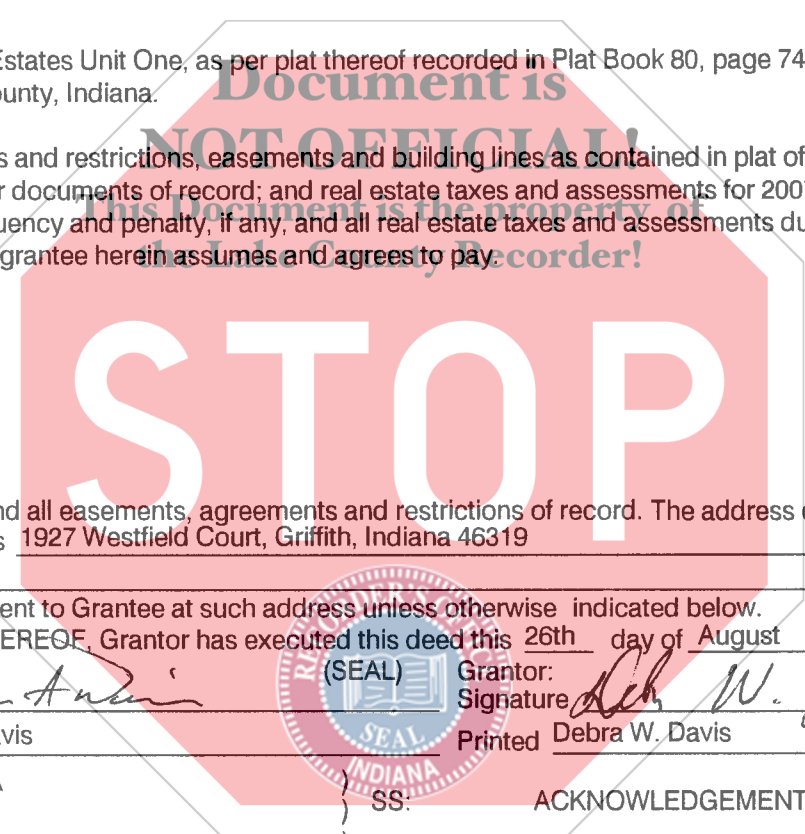 Estates Unit One, as per plat thereof recorded in Plat Book 80, page 74
ounty, Indiana.
Document is
NOT OFFICIAL!
This Document is the property of
the Lake County Recorder!
s and restrictions, easements and building lines as contained in plat of
r documents of record; and real estate taxes and assessments for 2007
uency and penalty, if any, and all real estate taxes and assessments du
grantee herein assumes and agrees to pay.
STOP
nd all easements, agreements and restrictions of record. The address
s 1927 Westfield Court, Griffith, Indiana 46319
ent to Grantee at such address unless otherwise indicated below.
EREOF, Grantor has executed this deed this 26th day of August
(SEAL) Grantor:
Signature W.
vis Printed Debra W. Davis
RECORDER'S OFFICE
SEAL
INDIANA
) SS: ACKNOWLEDGEMENT
)